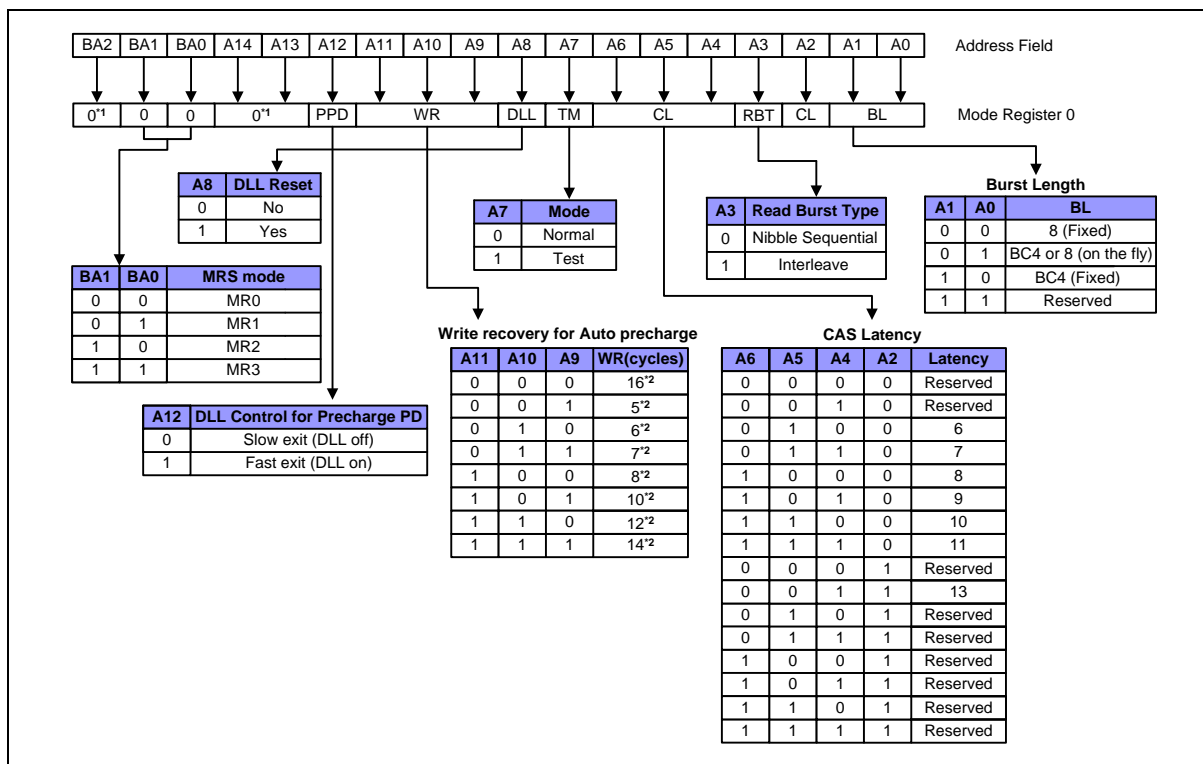 BA2 BA1 BA0 A14 A13 A12 A11 A10 A9 A8 A7 A6 A5 A4 A3 A2 A1 A0 Address Field
0*1 0 0 0*1 PPD WR DLL TM CL RBT CL BL Mode Register 0
A8 DLL Reset
0 No
1 Yes
BA1 BA0 MRS mode
0 0 MR0
0 1 MR1
1 0 MR2
1 1 MR3
A12 DLL Control for Precharge PD
0 Slow exit (DLL off)
1 Fast exit (DLL on)
A7 Mode
0 Normal
1 Test
Write recovery for Auto precharge
A11 A10 A9 WR(cycles)
0 0 0 16*2
0 0 1 5*2
0 1 0 6*2
0 1 1 7*2
1 0 0 8*2
1 0 1 10*2
1 1 0 12*2
1 1 1 14*2
A3 Read Burst Type
0 Nibble Sequential
1 Interleave
Burst Length
A1 A0 BL
0 0 8 (Fixed)
0 1 BC4 or 8 (on the fly)
1 0 BC4 (Fixed)
1 1 Reserved
CAS Latency
A6 A5 A4 A2 Latency
0 0 0 0 Reserved
0 0 1 0 Reserved
0 1 0 0 6
0 1 1 0 7
1 0 0 0 8
1 0 1 0 9
1 1 0 0 10
1 1 1 0 11
0 0 0 1 Reserved
0 0 1 1 13
0 1 0 1 Reserved
0 1 1 1 Reserved
1 0 0 1 Reserved
1 0 1 1 Reserved
1 1 0 1 Reserved
1 1 1 1 Reserved